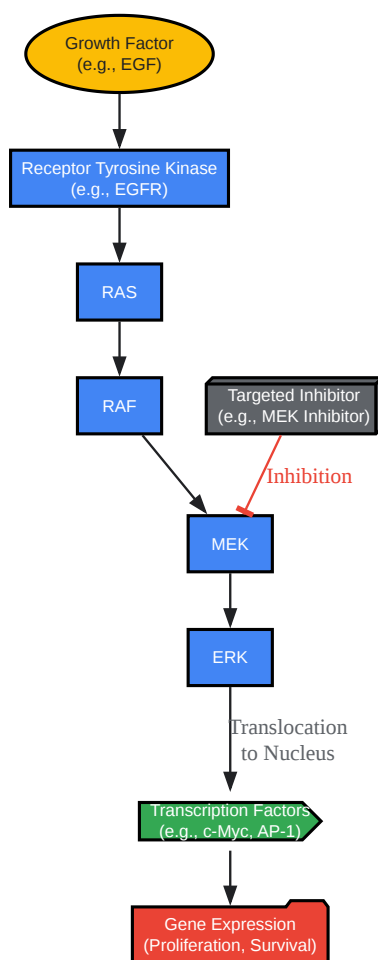 Growth Factor
(e.g., EGF)
Receptor Tyrosine Kinase
(e.g., EGFR)
RAS
RAF
Targeted Inhibitor
(e.g., MEK Inhibitor)
Inhibition
MEK
ERK
Translocation
to Nucleus
Transcription Factors
(e.g., c-Myc, AP-1)
Gene Expression
(Proliferation, Survival)